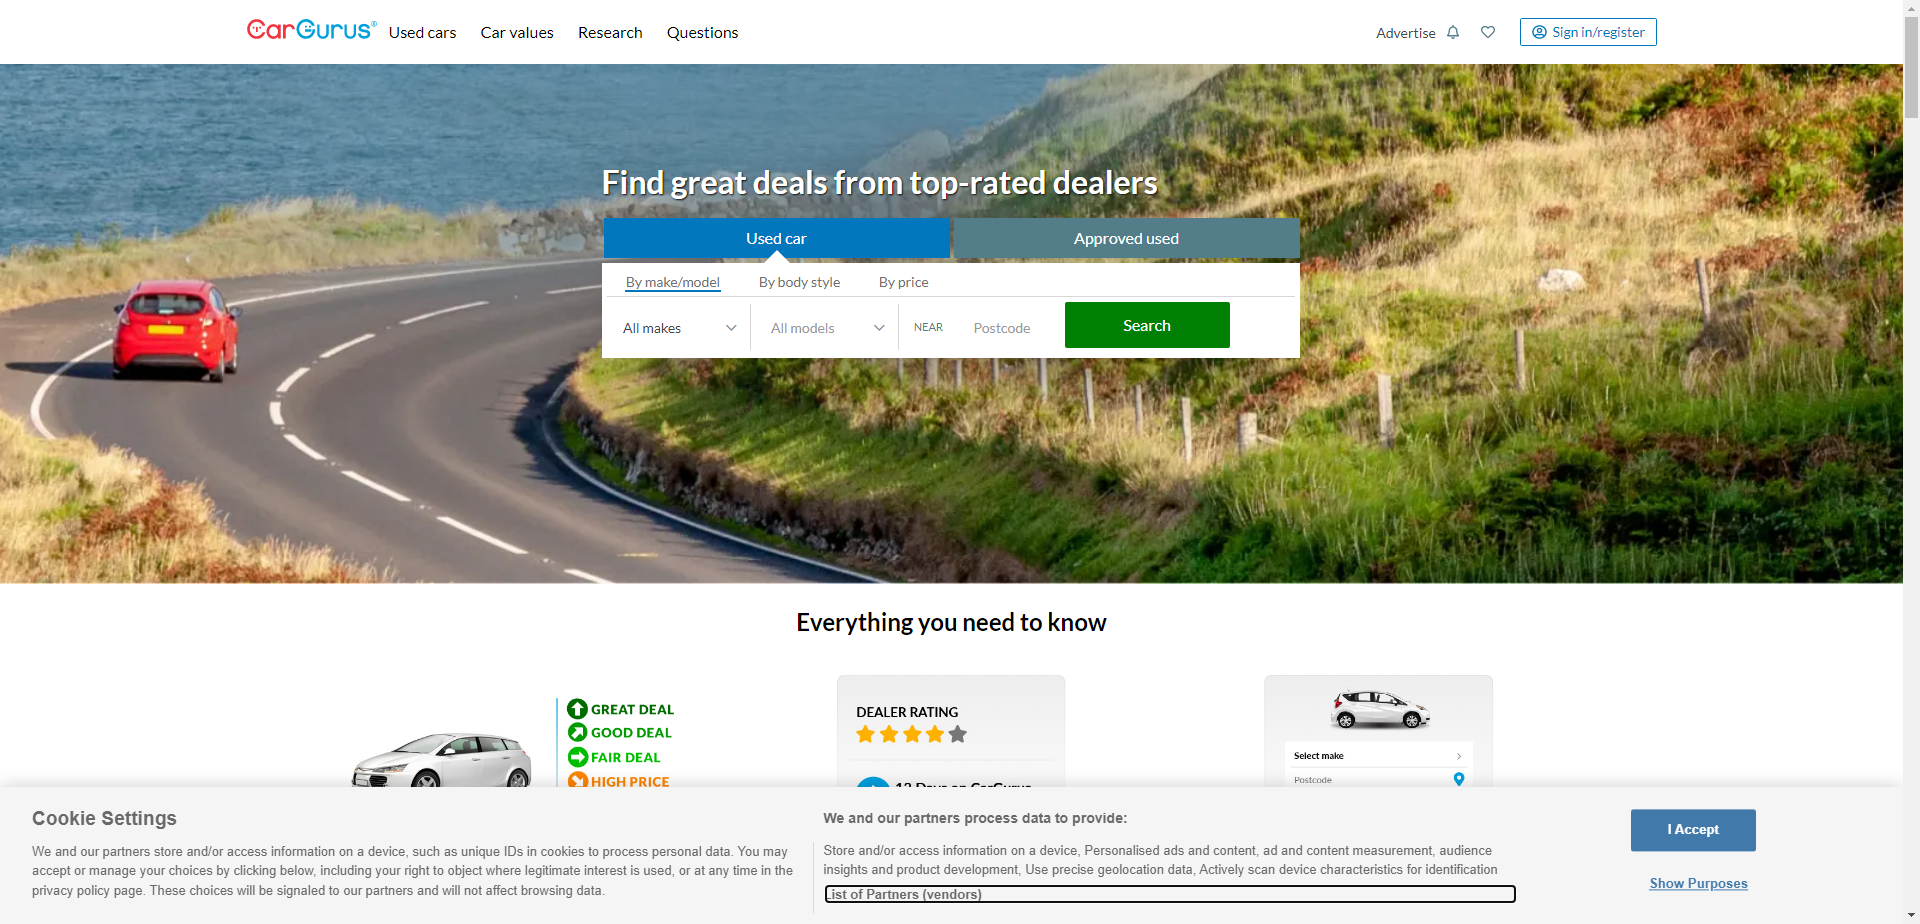 CarGurus®
Used cars
Car values
Research
Questions
Advertise
Sign in/register
Find great deals from top-rated dealers
Used car
Approved used
By make/model
By body style
By price
All makes
All models
NEAR
Postcode
Search
Everything you need to know
GREAT DEAL
GOOD DEAL
FAIR DEAL
HIGH PRICE
DEALER RATING
12 Days on CarGurus
Select make
Postcode
Cookie Settings
We and our partners store and/or access information on a device, such as unique IDs in cookies to process personal data. You may
accept or manage your choices by clicking below, including your right to object where legitimate interest is used, or at any time in the
privacy policy page. These choices will be signaled to our partners and will not affect browsing data.
We and our partners process data to provide:
Store and/or access information on a device, Personalised ads and content, ad and content measurement, audience
insights and product development, Use precise geolocation data, Actively scan device characteristics for identification
List of Partners (vendors)
I Accept
Show Purposes